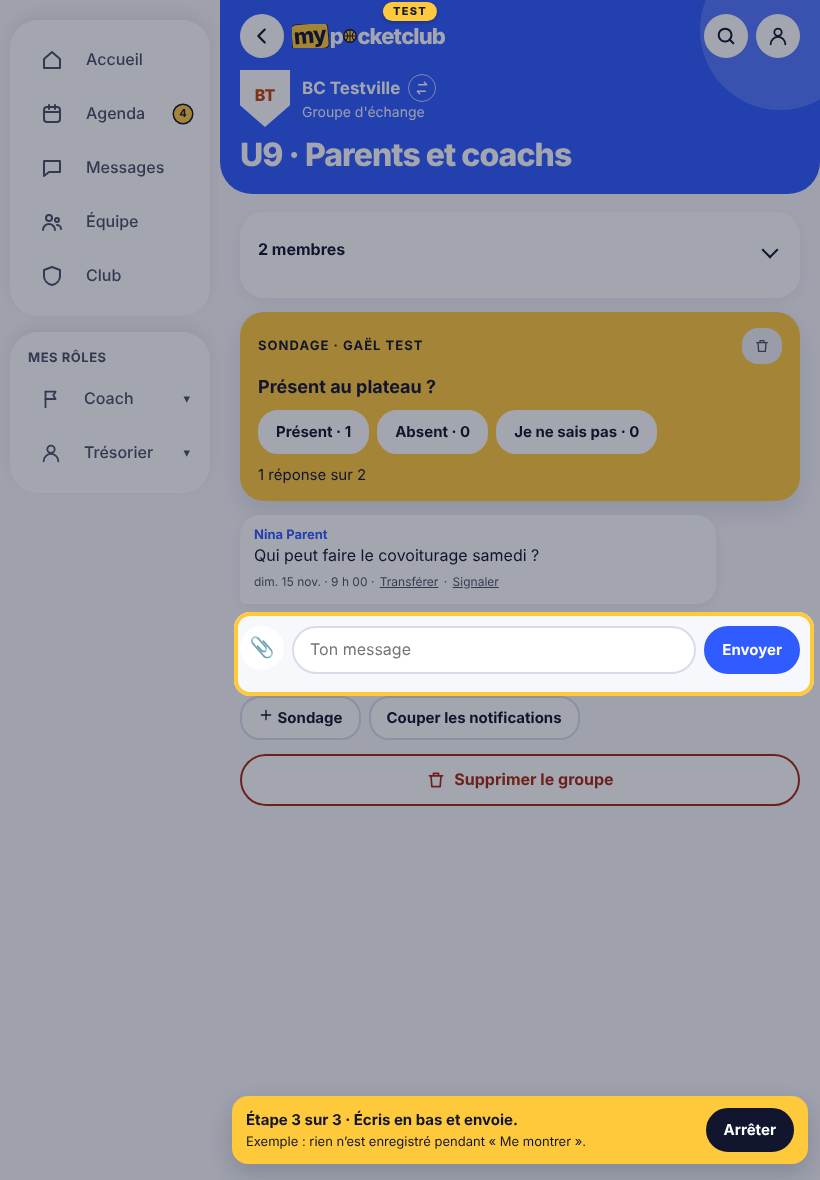 TEST
mypocketclub
Accueil
Agenda 4
Messages
Équipe
Club
MES RÔLES
Coach ▾
Trésorier ▾
BT
BC Testville
Groupe d'échange
U9 · Parents et coachs
2 membres
SONDAGE · GAËL TEST
Présent au plateau ?
Présent · 1 Absent · 0 Je ne sais pas · 0
1 réponse sur 2
Nina Parent
Qui peut faire le covoiturage samedi ?
dim. 15 nov. · 9 h 00 · Transférer · Signaler
Ton message Envoyer
+ Sondage Couper les notifications
Supprimer le groupe
Étape 3 sur 3 · Écris en bas et envoie.
Exemple : rien n’est enregistré pendant « Me montrer ».
Arrêter